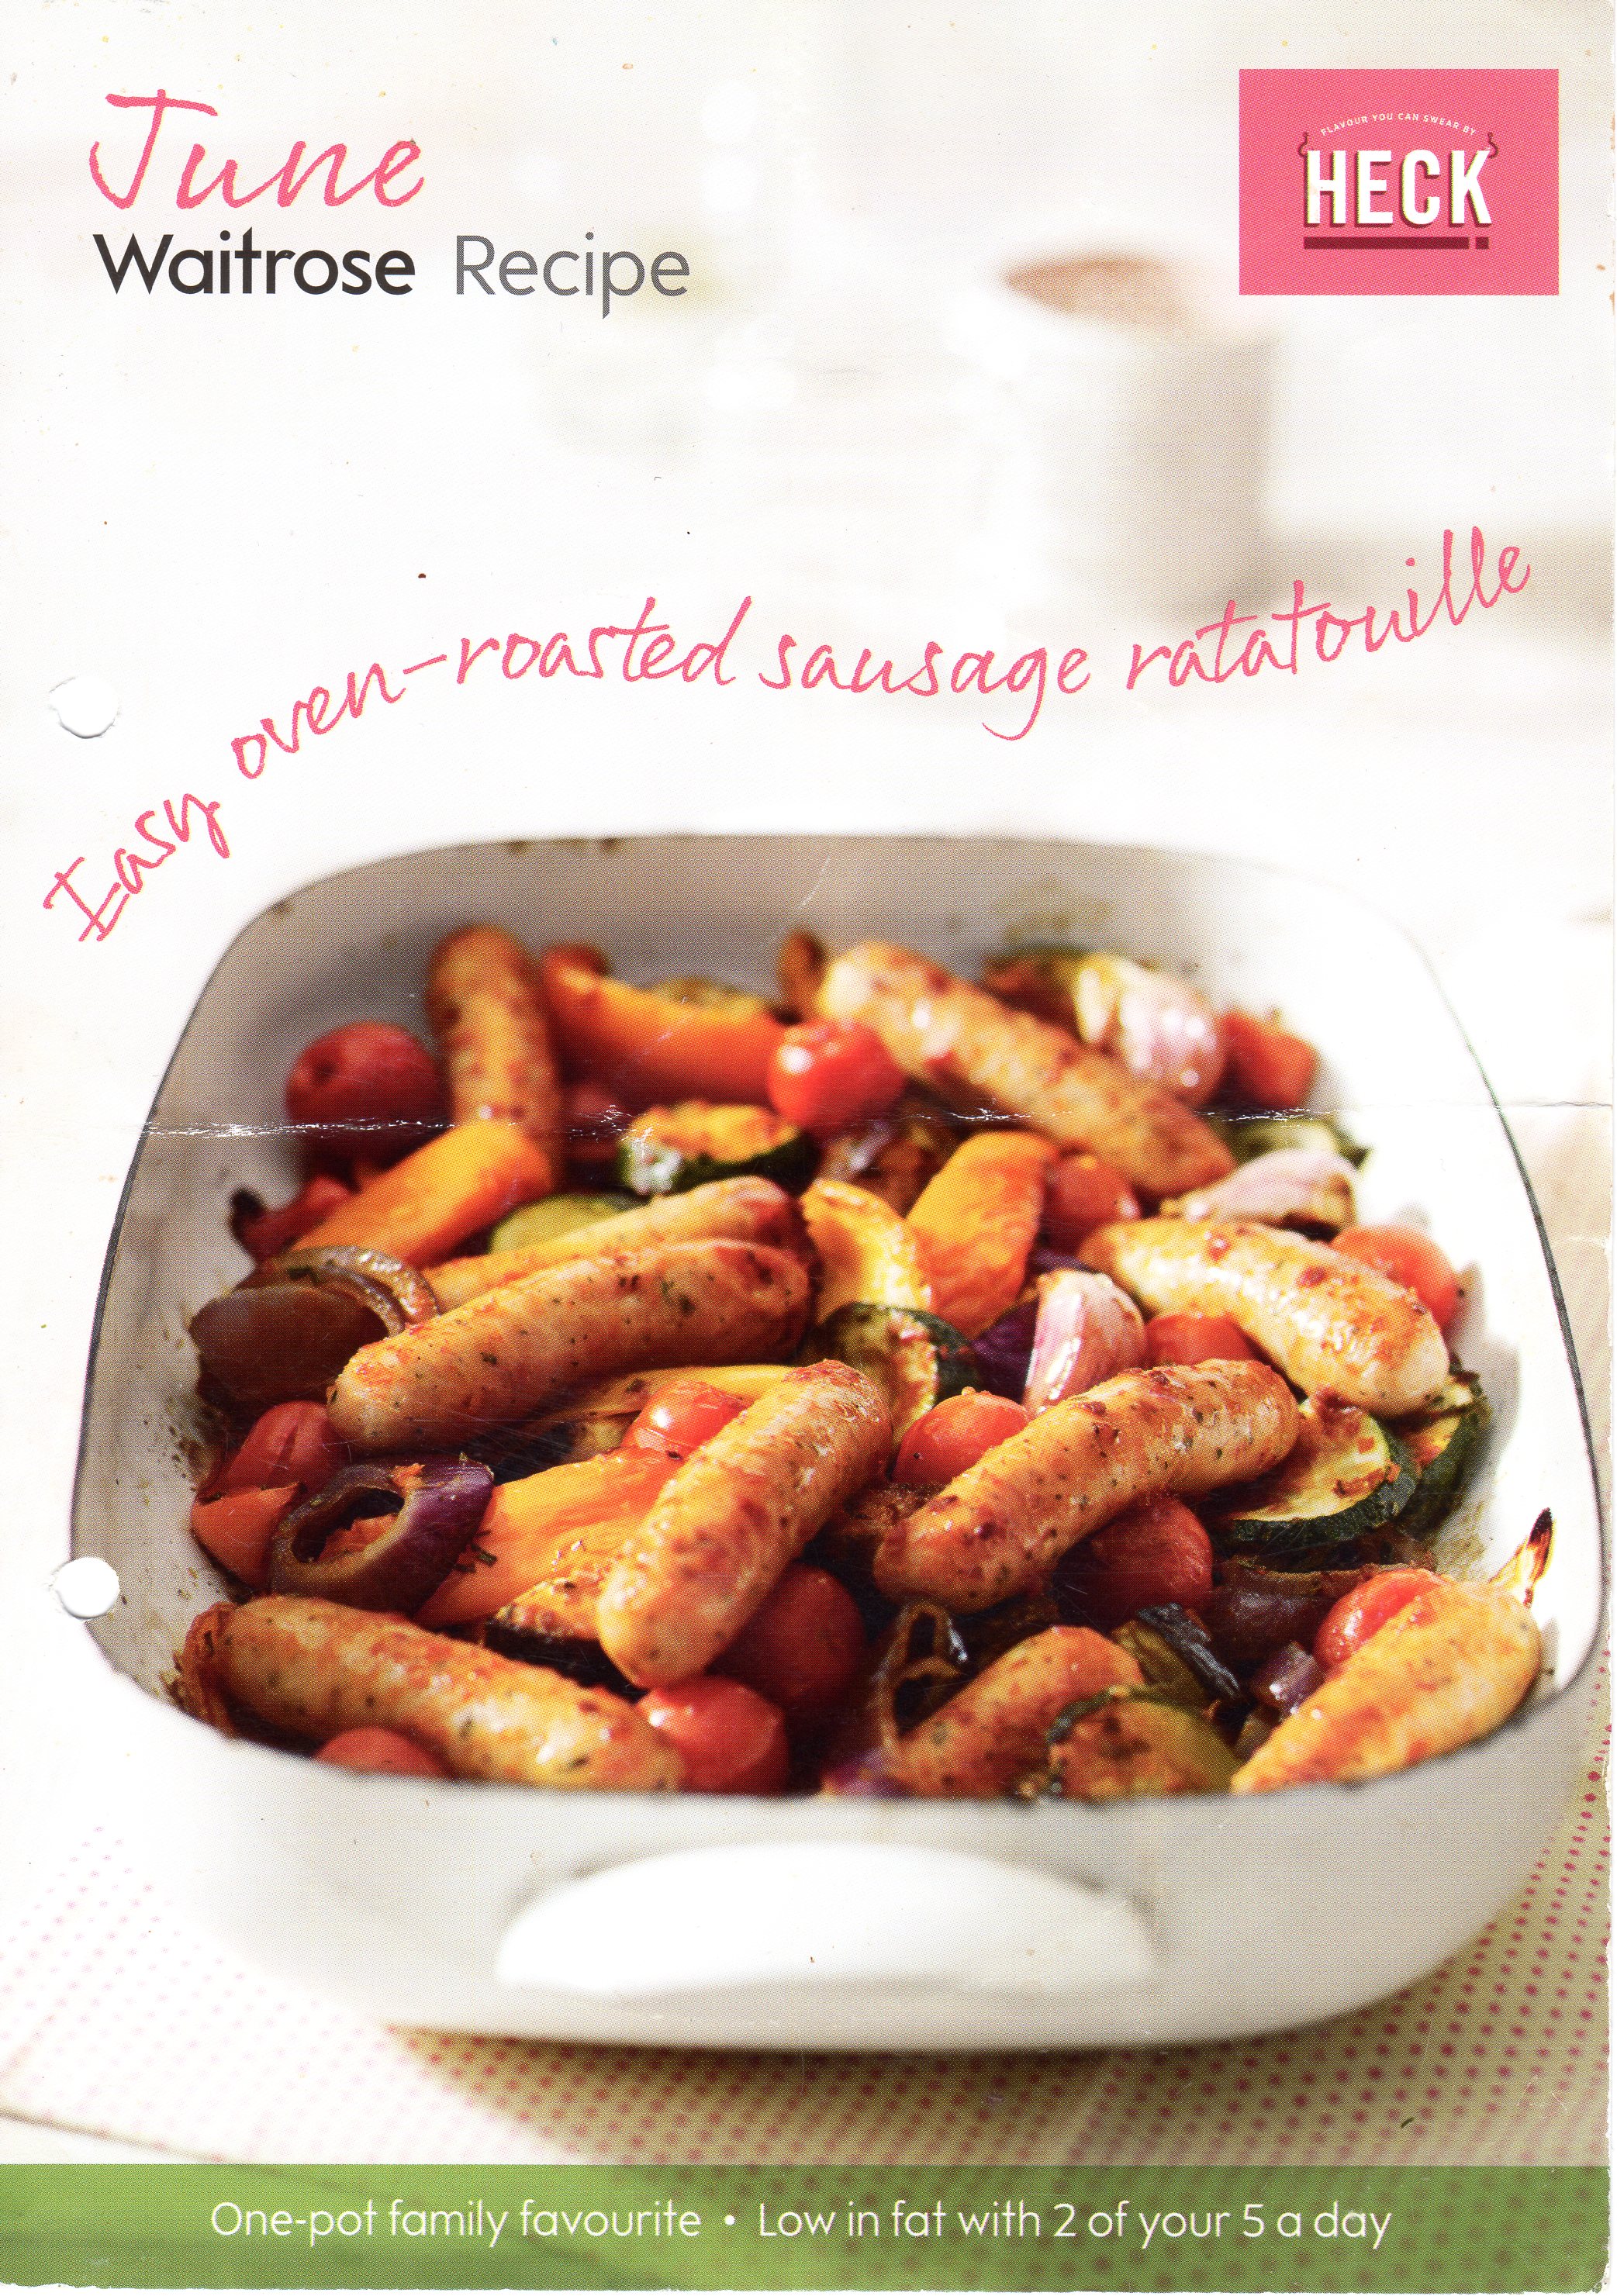 June
Waitrose Recipe
FLAVOUR YOU CAN SWEAR BY
HECK!
Easy oven-roasted sausage ratatouille
One-pot family favourite • Low in fat with 2 of your 5 a day